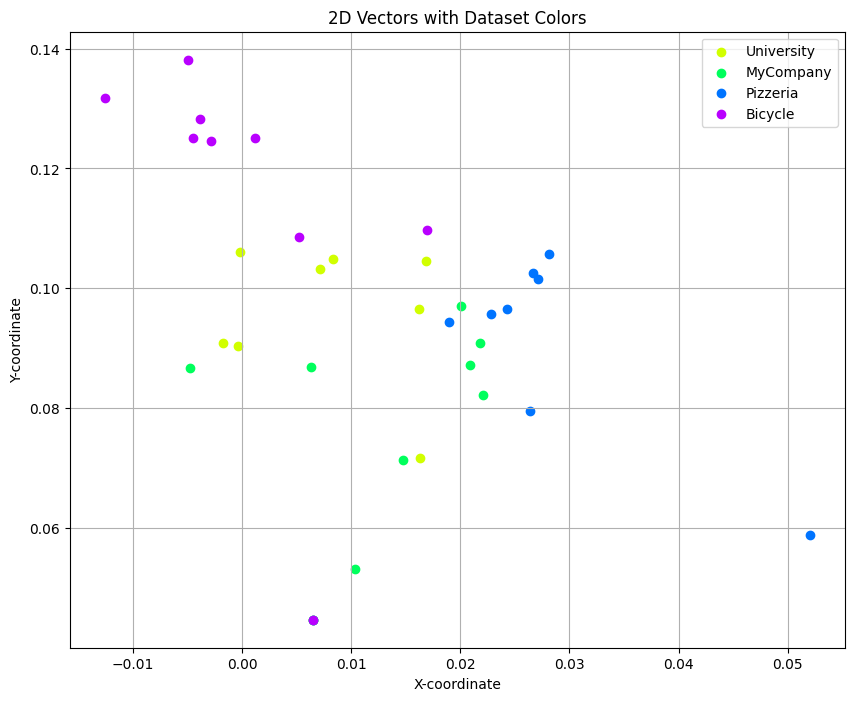 2D Vectors with Dataset Colors
University
MyCompany
Pizzeria
Bicycle
0.14
0.12
0.10
0.08
0.06
Y-coordinate
−0.01 0.00 0.01 0.02 0.03 0.04 0.05
X-coordinate